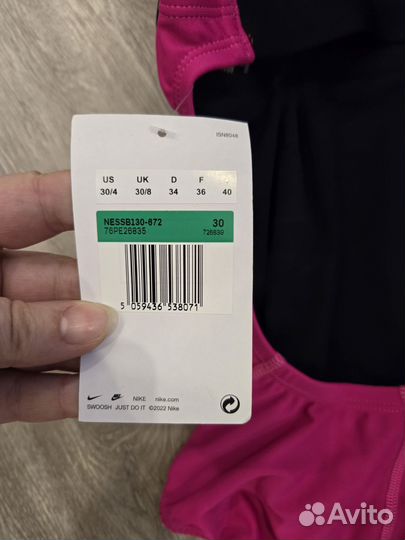 ISN8048
US UK D F
30/4 30/8 34 36 40
NESSB130-672 30
76PE26835 726639
5 059436 538071
NIKE nike.com
SWOOSH JUST DO IT ©2022 Nike
Avito